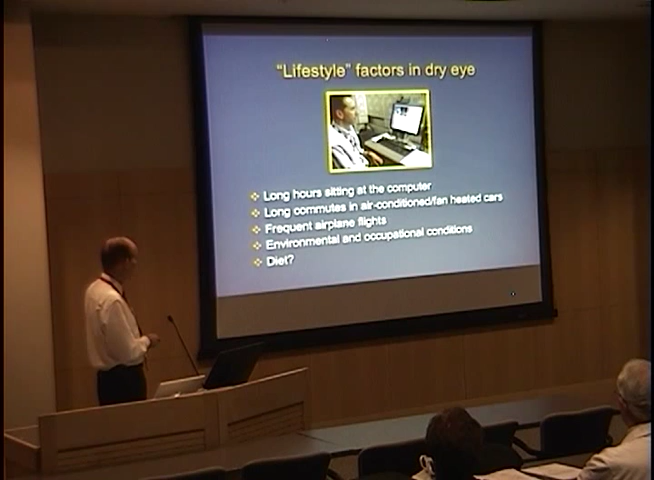 “Lifestyle” factors in dry eye
Long hours sitting at the computer
Long commutes in air-conditioned/fan heated cars
Frequent airplane flights
Environmental and occupational conditions
Diet?